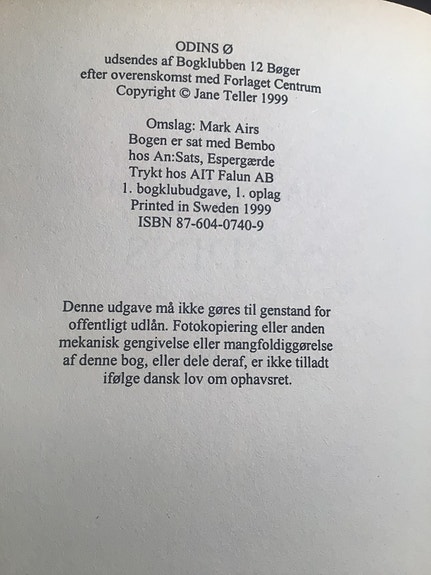 ODINS Ø
udsendes af Bogklubben 12 Bøger
efter overenskomst med Forlaget Centrum
Copyright © Jane Teller 1999
Omslag: Mark Airs
Bogen er sat med Bembo
hos An:Sats, Espergærde
Trykt hos AIT Falun AB
1. bogklubudgave, 1. oplag
Printed in Sweden 1999
ISBN 87-604-0740-9
Denne udgave må ikke gøres til genstand for
offentligt udlån. Fotokopiering eller anden
mekanisk gengivelse eller mangfoldiggørelse
af denne bog, eller dele deraf, er ikke tilladt
ifølge dansk lov om ophavsret.